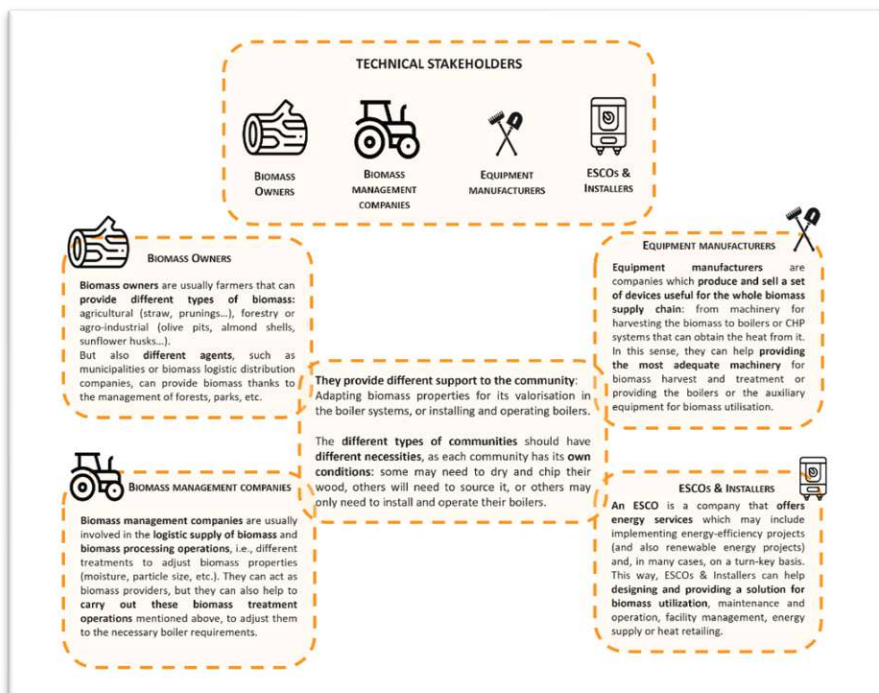 TECHNICAL STAKEHOLDERS
BIOMASS
OWNERS
BIOMASS
MANAGEMENT
COMPANIES
EQUIPMENT
MANUFACTURERS
ESCOS &
INSTALLERS
BIOMASS OWNERS
Biomass owners are usually farmers that can
provide different types of biomass:
agricultural (straw, prunings...), forestry or
agro-industrial (olive pits, almond shells,
sunflower husks...).
But also different agents, such as
municipalities or biomass logistic distribution
companies, can provide biomass thanks to
the management of forests, parks, etc.
EQUIPMENT MANUFACTURERS
Equipment manufacturers are
companies which produce and sell a set
of devices useful for the whole biomass
supply chain: from machinery for
harvesting the biomass to boilers or CHP
systems that can obtain the heat from it.
In this sense, they can help providing
the most adequate machinery for
biomass harvest and treatment or
providing the boilers or the auxiliary
equipment for biomass utilisation.
They provide different support to the community:
Adapting biomass properties for its valorisation in
the boiler systems, or installing and operating boilers.
The different types of communities should have
different necessities, as each community has its own
conditions: some may need to dry and chip their
wood, others will need to source it, or others may
only need to install and operate their boilers.
BIOMASS MANAGEMENT COMPANIES
Biomass management companies are usually
involved in the logistic supply of biomass and
biomass processing operations, i.e., different
treatments to adjust biomass properties
(moisture, particle size, etc.). They can act as
biomass providers, but they can also help to
carry out these biomass treatment
operations mentioned above, to adjust them
to the necessary boiler requirements.
ESCOS & INSTALLERS
An ESCO is a company that offers
energy services which may include
implementing energy-efficiency projects
(and also renewable energy projects)
and, in many cases, on a turn-key basis.
This way, ESCOs & Installers can help
designing and providing a solution for
biomass utilization, maintenance and
operation, facility management, energy
supply or heat retailing.